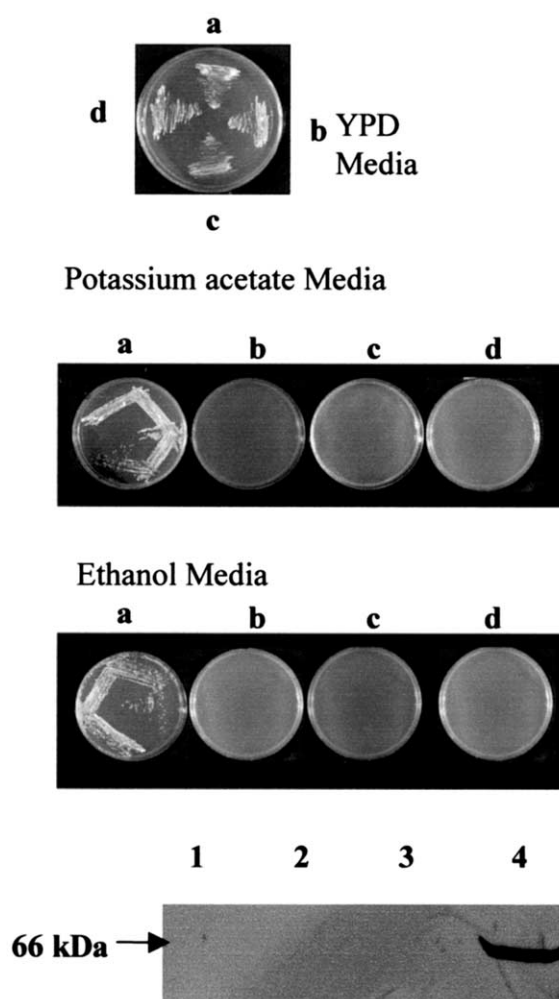 a
d
b YPD
Media
c
Potassium acetate Media
a b c d
Ethanol Media
a b c d
1 2 3 4
66 kDa